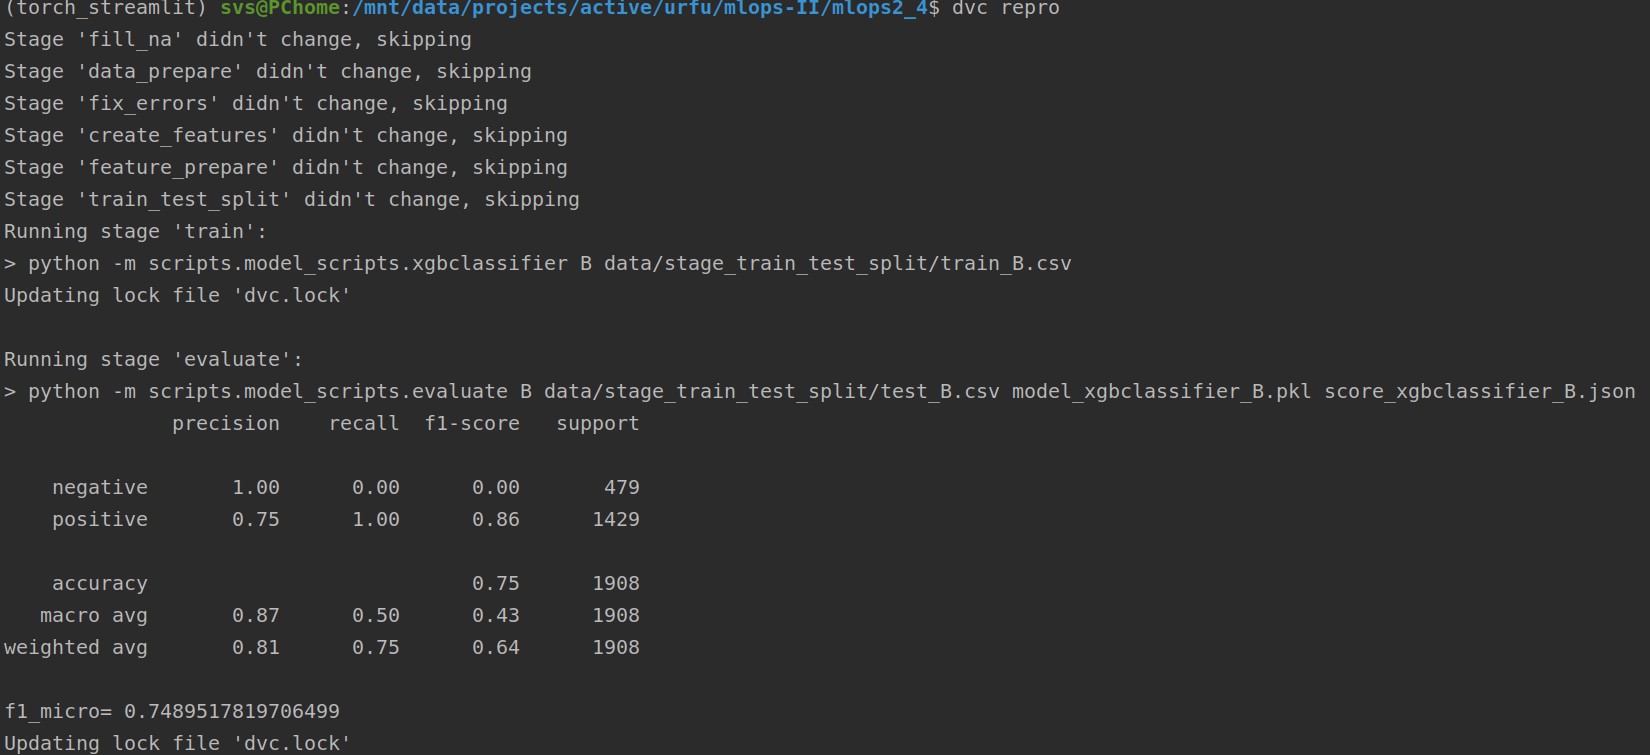 (torch_streamlit) svs@PChome:/mnt/data/projects/active/urfu/mlops-II/mlops2_4$ dvc repro
Stage 'fill_na' didn't change, skipping
Stage 'data_prepare' didn't change, skipping
Stage 'fix_errors' didn't change, skipping
Stage 'create_features' didn't change, skipping
Stage 'feature_prepare' didn't change, skipping
Stage 'train_test_split' didn't change, skipping
Running stage 'train':
> python -m scripts.model_scripts.xgbclassifier B data/stage_train_test_split/train_B.csv
Updating lock file 'dvc.lock'
Running stage 'evaluate':
> python -m scripts.model_scripts.evaluate B data/stage_train_test_split/test_B.csv model_xgbclassifier_B.pkl score_xgbclassifier_B.json
precision recall f1-score support
negative 1.00 0.00 0.00 479
positive 0.75 1.00 0.86 1429
accuracy 0.75 1908
macro avg 0.87 0.50 0.43 1908
weighted avg 0.81 0.75 0.64 1908
f1_micro= 0.7489517819706499
Updating lock file 'dvc.lock'